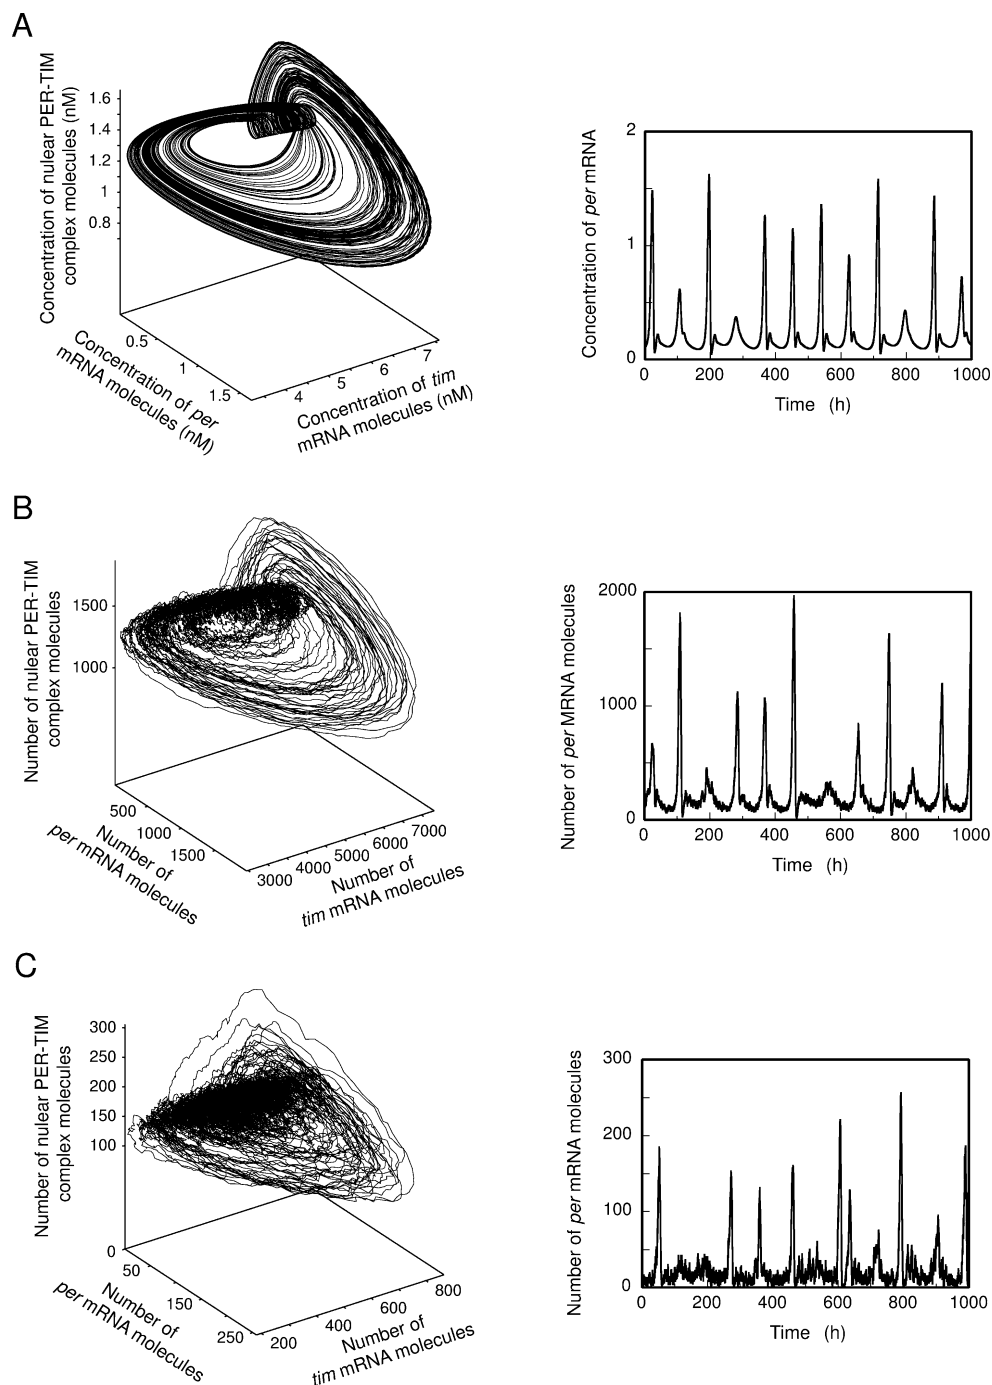 A
Concentration of nulear PER-TIM
complex molecules (nM)
1.6
1.4
1.2
1
0.8
0.5
1
1.5
Concentration of per
mRNA molecules (nM)
4
5
6
7
Concentration of tim
mRNA molecules (nM)
Concentration of per mRNA
2
1
0
0 200 400 600 800 1000
Time (h)
B
Number of nulear PER-TIM
complex molecules
1500
1000
500
1000
1500
Number of
per mRNA molecules
3000
4000
5000
6000
7000
Number of
tim mRNA molecules
Number of per MRNA molecules
2000
1000
0
0 200 400 600 800 1000
Time (h)
C
Number of nulear PER-TIM
complex molecules
300
250
200
150
100
0
50
150
250
Number of
per mRNA molecules
200
400
600
800
Number of
tim mRNA molecules
Number of per mRNA molecules
300
200
100
0
0 200 400 600 800 1000
Time (h)